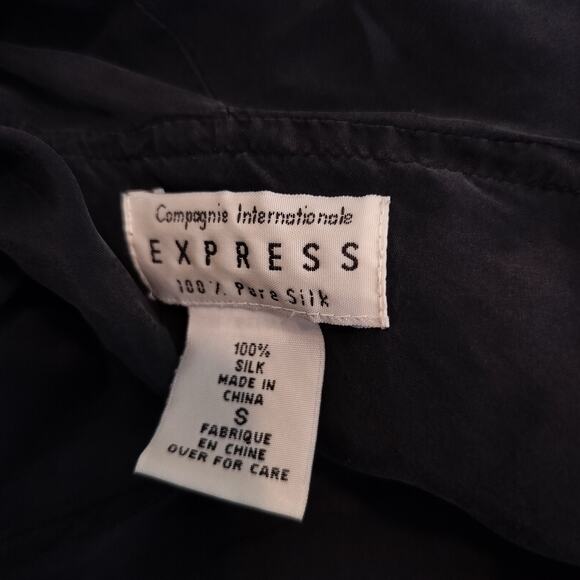 Compagnie Internationale
EXPRESS
100% Pure Silk
100%
SILK
MADE IN
CHINA
S
FABRIQUE
EN CHINE
OVER FOR CARE